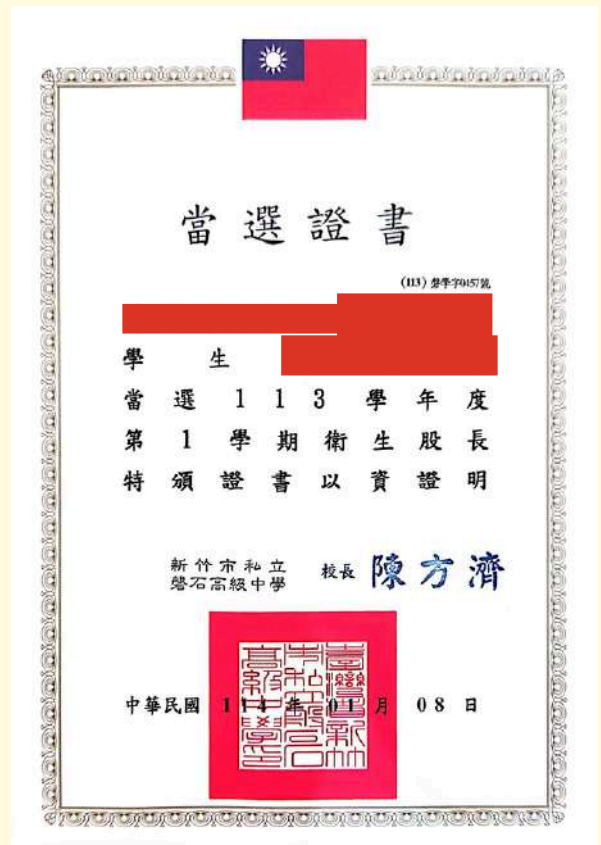 當選證書
(113) 磐學字0457號
學生
當選113學年度
第1學期衛生股長
特頒證書以資證明
新竹市私立
磐石高級中學
校長 陳方濟
中華民國 114 年 01 月 08 日